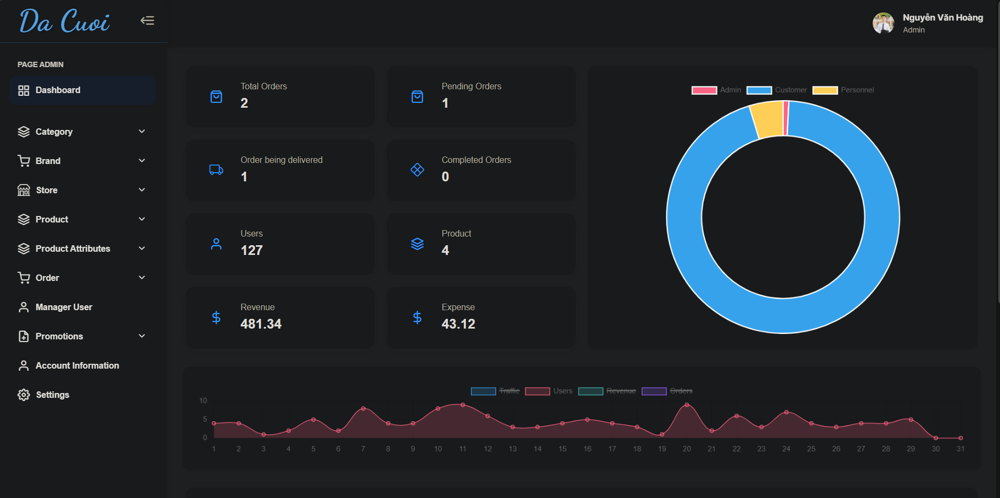 Da Cuoi
Nguyễn Văn Hoàng
Admin
PAGE ADMIN
Dashboard
Category
Brand
Store
Product
Product Attributes
Order
Manager User
Promotions
Account Information
Settings
Total Orders
2
Pending Orders
1
Order being delivered
1
Completed Orders
0
Users
127
Product
4
Revenue
481.34
Expense
43.12
Admin Customer Personnel
Traffic Users Revenue Orders
10
5
0
1 2 3 4 5 6 7 8 9 10 11 12 13 14 15 16 17 18 19 20 21 22 23 24 25 26 27 28 29 30 31